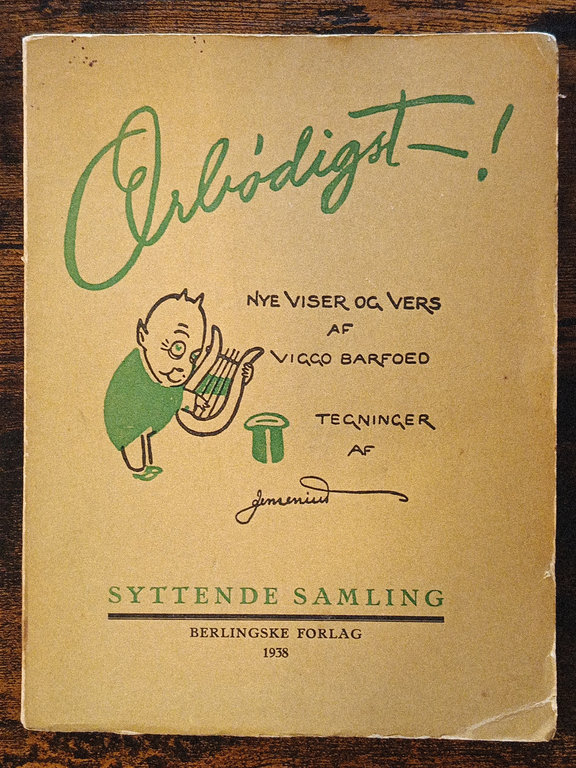 Ærbødigst—!
NYE VISER OG VERS
AF
VIGGO BARFOED
TEGNINGER
AF
Jensenius
SYTTENDE SAMLING
BERLINGSKE FORLAG
1938